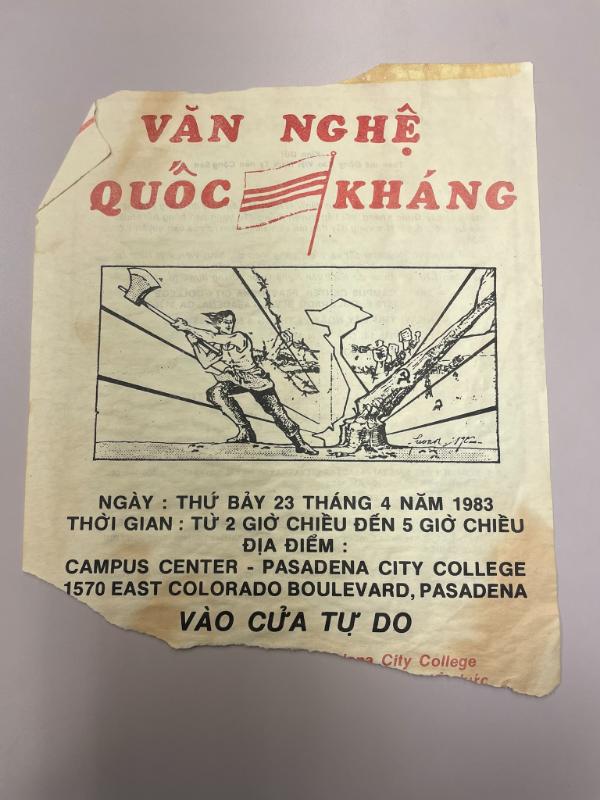 VĂN NGHỆ
QUỐC KHÁNG
NGÀY : THỨ BẢY 23 THÁNG 4 NĂM 1983
THỜI GIAN : TỪ 2 GIỜ CHIỀU ĐẾN 5 GIỜ CHIỀU
ĐỊA ĐIỂM :
CAMPUS CENTER - PASADENA CITY COLLEGE
1570 EAST COLORADO BOULEVARD, PASADENA
VÀO CỬA TỰ DO
City College